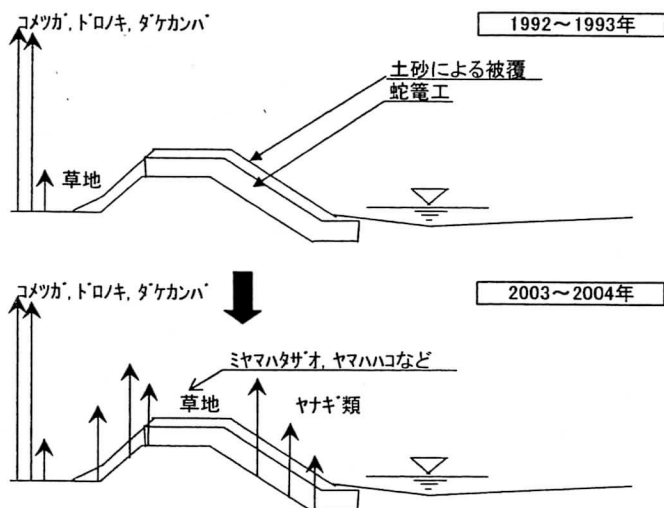 コメツガ, ドロノキ, ダケカンバ
1992～1993年
土砂による被覆
蛇篭工
草地
コメツガ, ドロノキ, ダケカンバ
2003～2004年
ミヤマハタザオ, ヤマハハコなど
草地
ヤナギ類